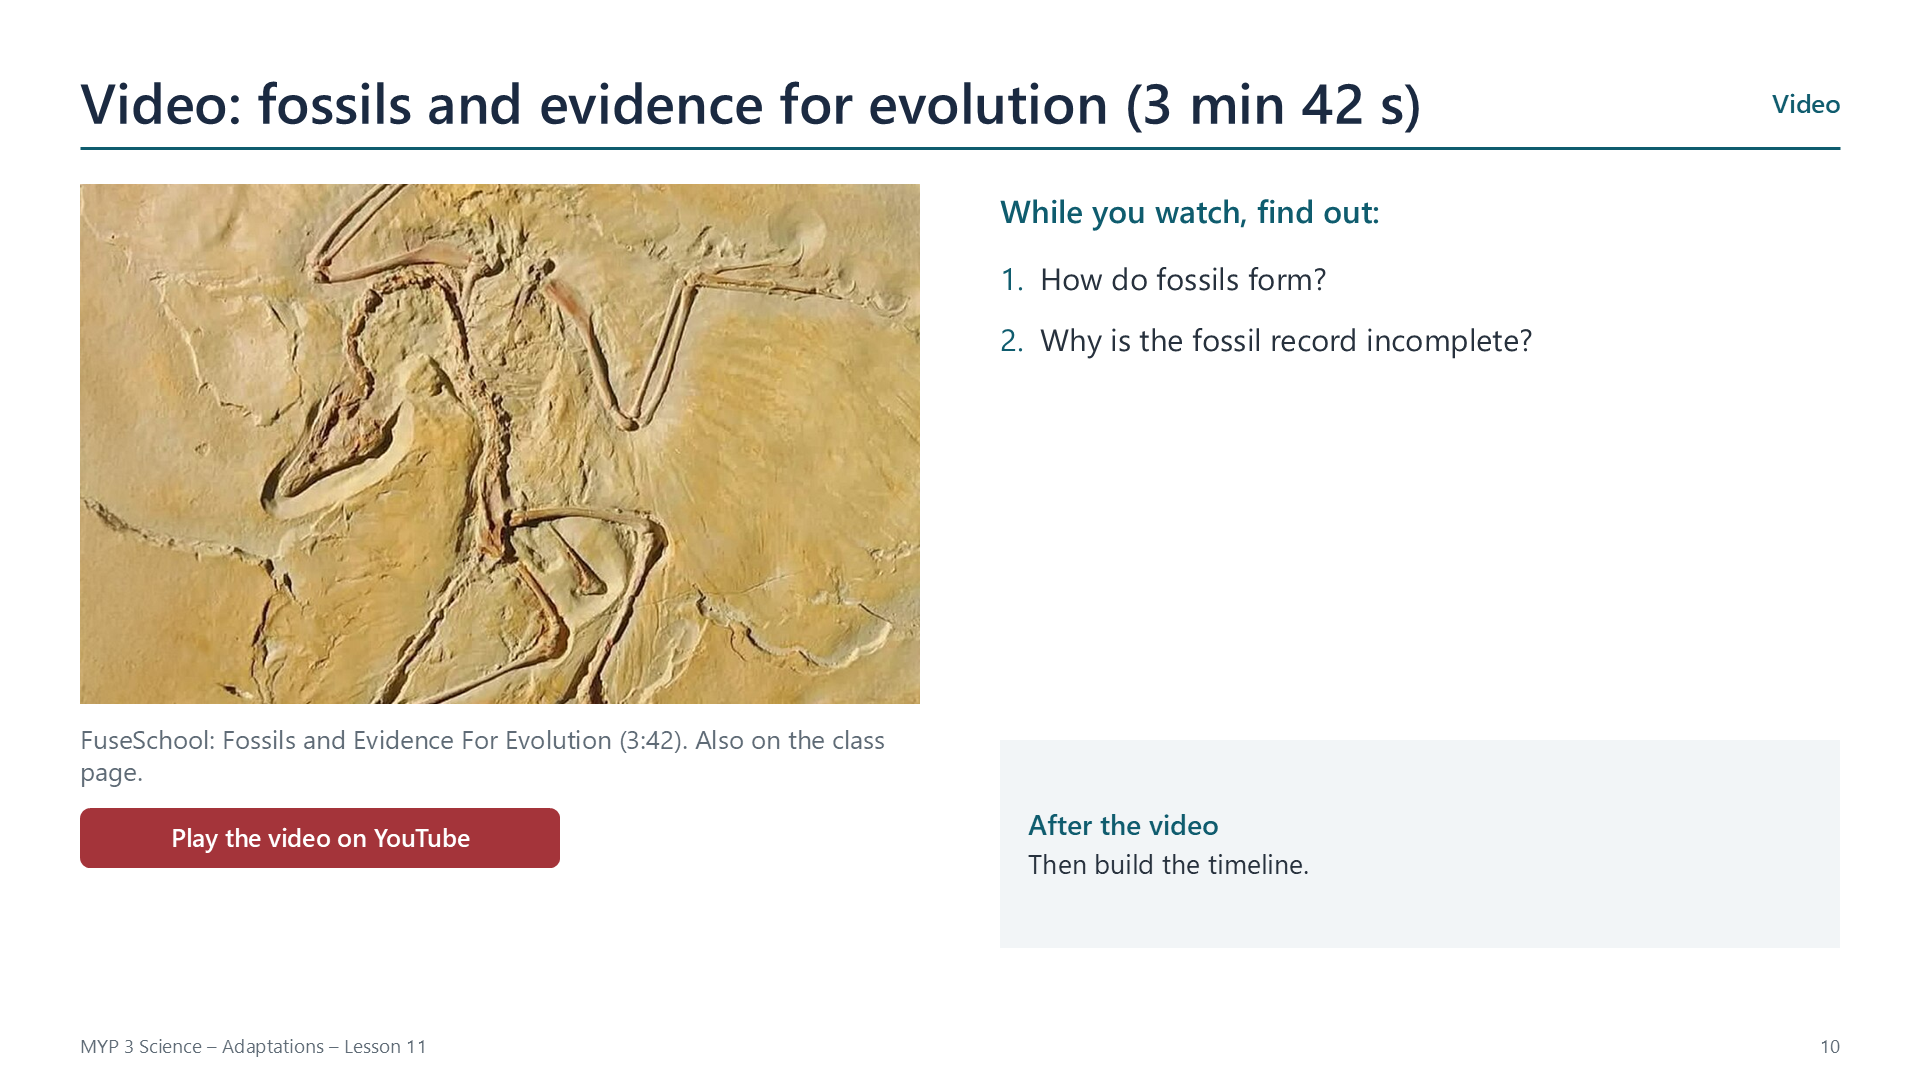 Video: fossils and evidence for evolution (3 min 42 s)
Video
FuseSchool: Fossils and Evidence For Evolution (3:42). Also on the class
page.
Play the video on YouTube
While you watch, find out:
1. How do fossils form?
2. Why is the fossil record incomplete?
After the video
Then build the timeline.
MYP 3 Science – Adaptations – Lesson 11
10